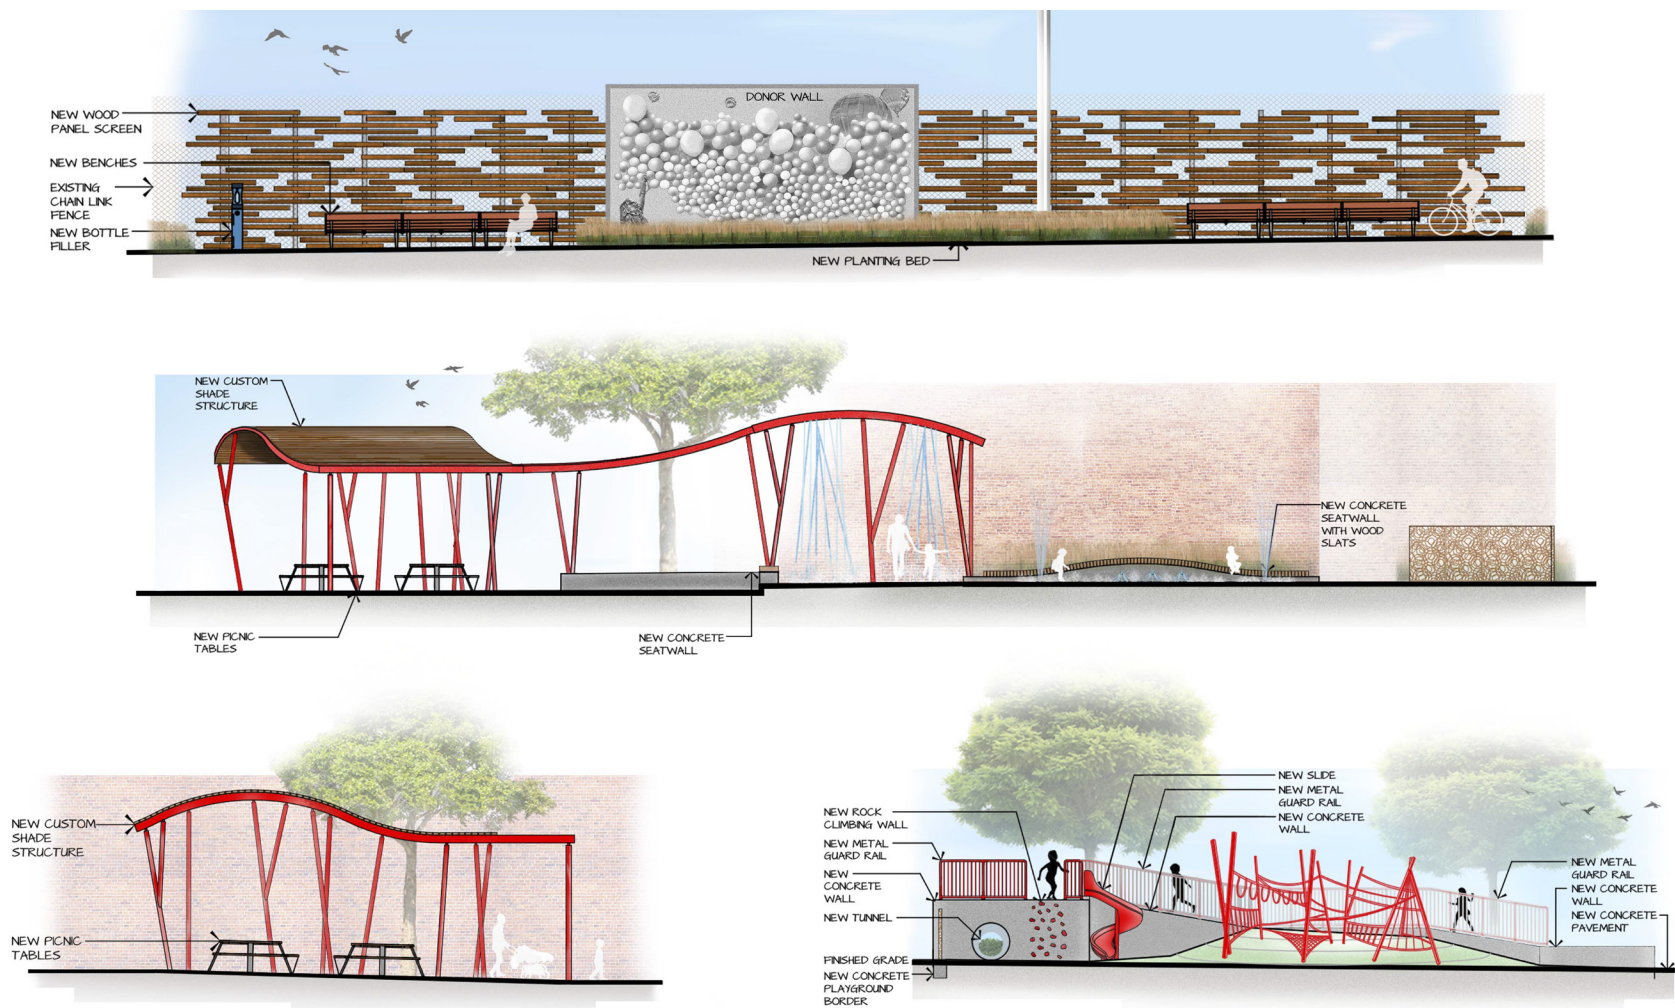 DONOR WALL
NEW WOOD
PANEL SCREEN
NEW BENCHES
EXISTING
CHAIN LINK
FENCE
NEW BOTTLE
FILLER
NEW PLANTING BED
NEW CUSTOM
SHADE
STRUCTURE
NEW CONCRETE
SEATWALL
WITH WOOD
SLATS
NEW PICNIC
TABLES
NEW CONCRETE
SEATWALL
NEW CUSTOM
SHADE
STRUCTURE
NEW PICNIC
TABLES
NEW SLIDE
NEW METAL
GUARD RAIL
NEW CONCRETE
WALL
NEW ROCK
CLIMBING WALL
NEW METAL
GUARD RAIL
NEW
CONCRETE
WALL
NEW TUNNEL
FINISHED GRADE
NEW CONCRETE
PLAYGROUND
BORDER
NEW METAL
GUARD RAIL
NEW CONCRETE
WALL
NEW CONCRETE
PAVEMENT